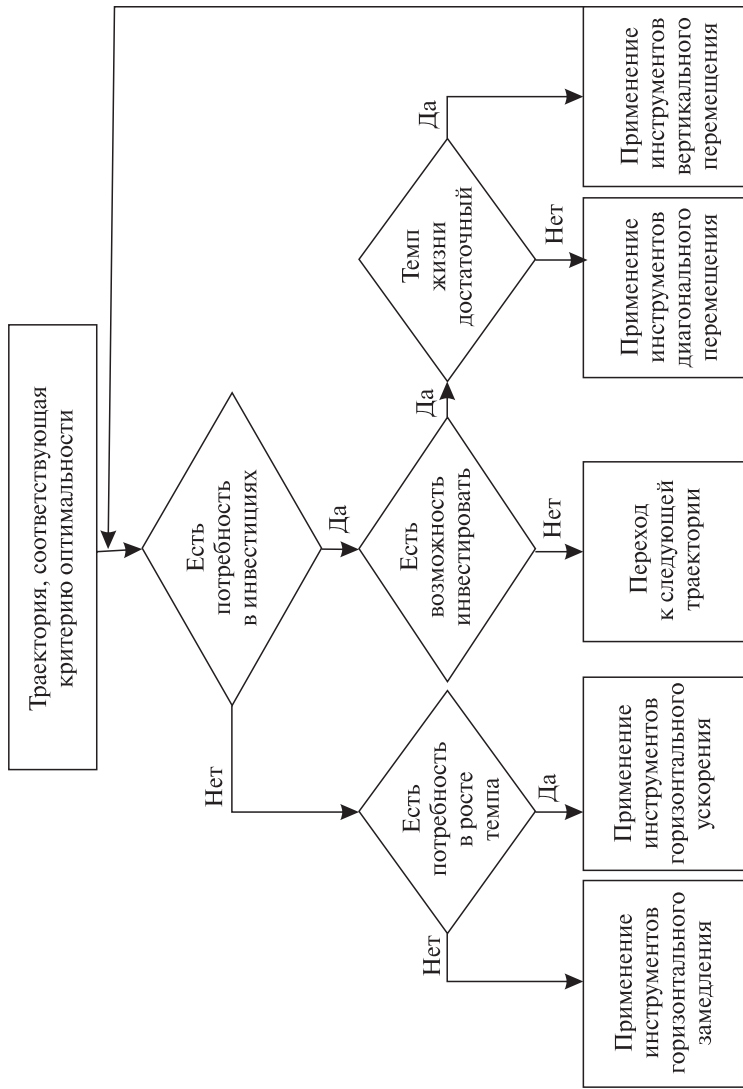 Траектория, соответствующая
критерию оптимальности
Есть
потребность
в инвестициях
Нет
Да
Есть
потребность
в росте
темпа
Есть
возможность
инвестировать
Да
Темп
жизни
достаточный
Да
Нет
Да
Нет
Нет
Применение
инструментов
горизонтального
замедления
Применение
инструментов
горизонтального
ускорения
Переход
к следующей
траектории
Применение
инструментов
диагонального
перемещения
Применение
инструментов
вертикального
перемещения